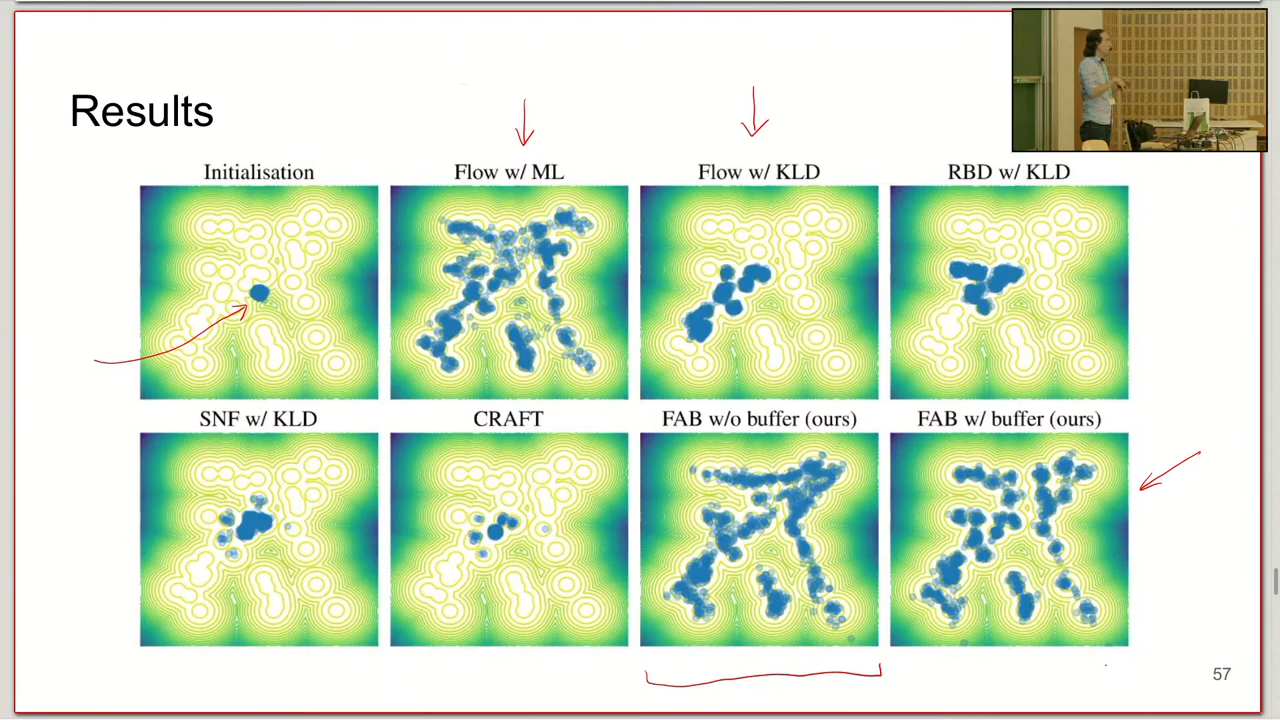 Results
Initialisation
Flow w/ ML
Flow w/ KLD
RBD w/ KLD
SNF w/ KLD
CRAFT
FAB w/o buffer (ours)
FAB w/ buffer (ours)
57